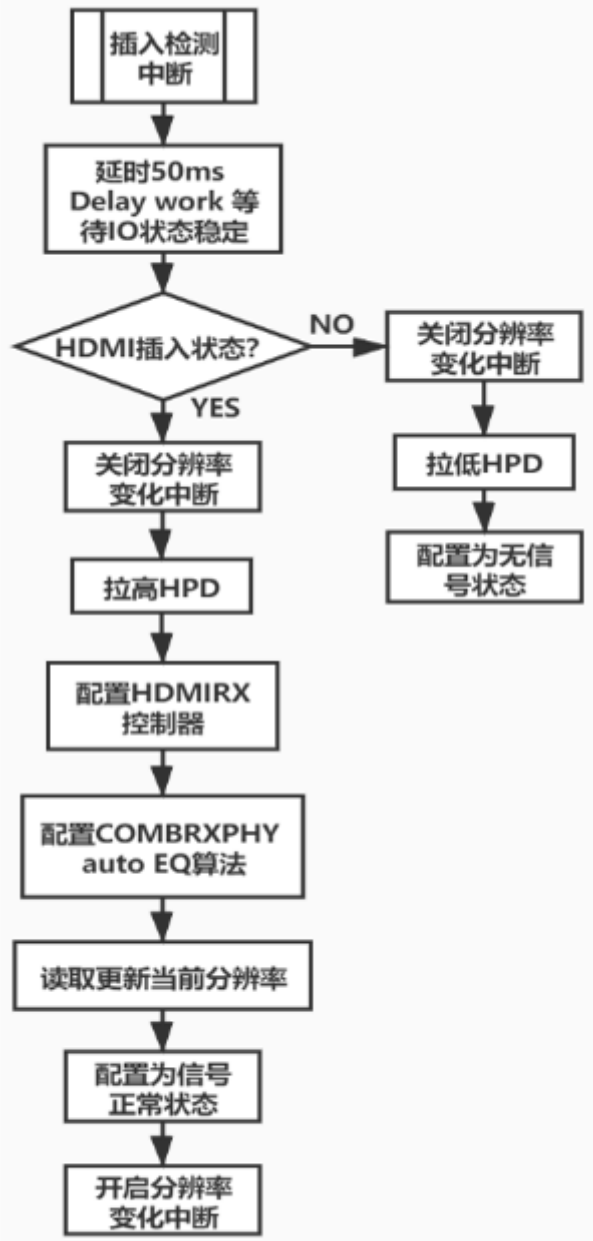 插入检测
中断
延时50ms
Delay work 等
待IO状态稳定
HDMI插入状态?
NO
关闭分辨率
变化中断
拉低HPD
配置为无信
号状态
YES
关闭分辨率
变化中断
拉高HPD
配置HDMIRX
控制器
配置COMBRXPHY
auto EQ算法
读取更新当前分辨率
配置为信号
正常状态
开启分辨率
变化中断